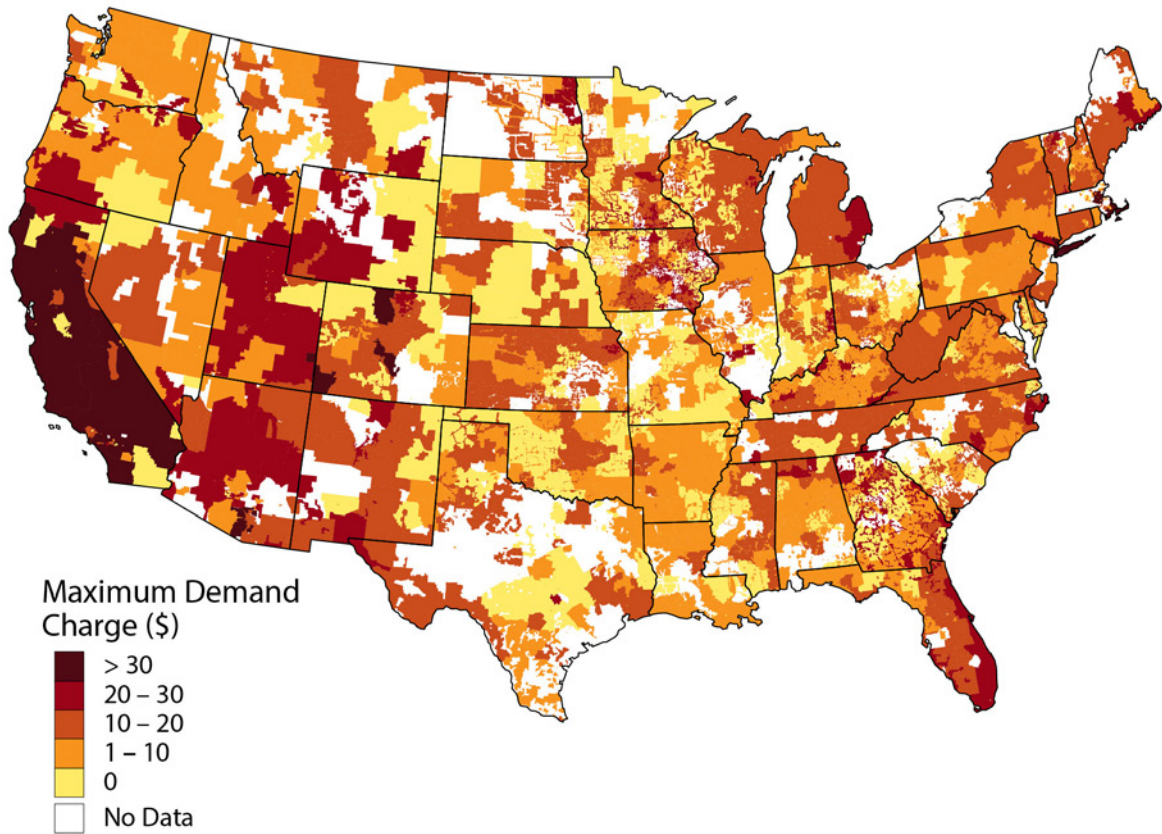 Maximum Demand
Charge ($)
> 30
20 – 30
10 – 20
1 – 10
0
No Data